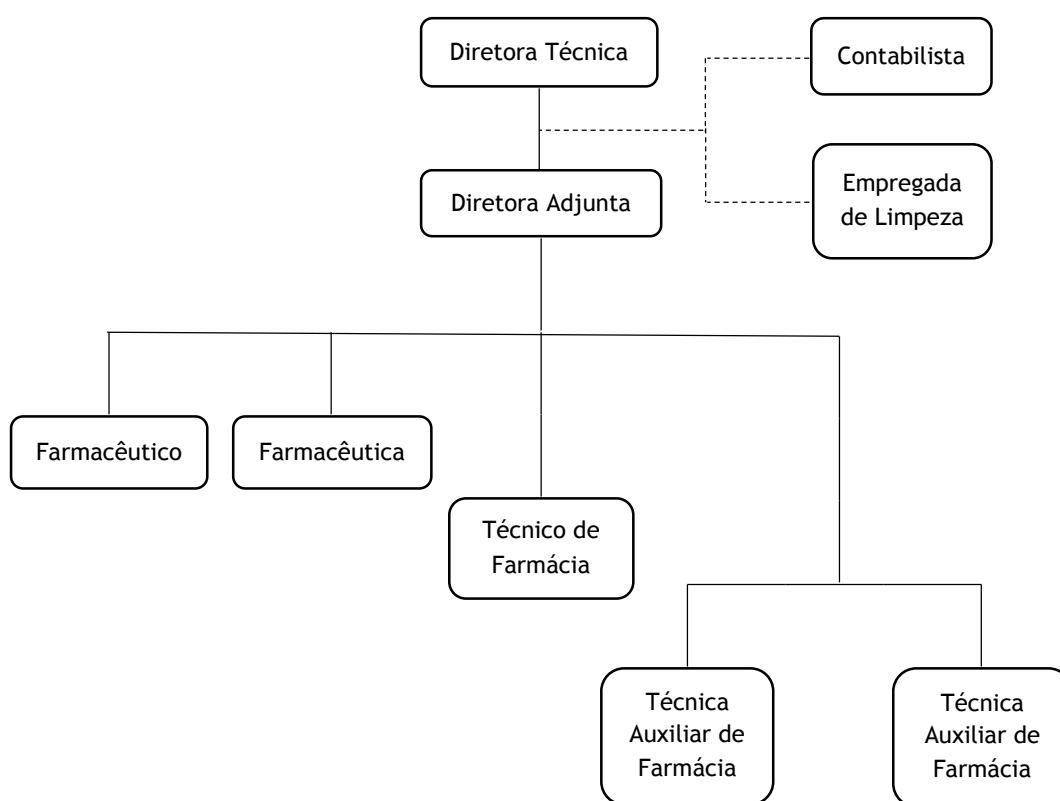 Diretora Técnica
Contabilista
Diretora Adjunta
Empregada
de Limpeza
Farmacêutico
Farmacêutica
Técnico de
Farmácia
Técnica
Auxiliar de
Farmácia
Técnica
Auxiliar de
Farmácia